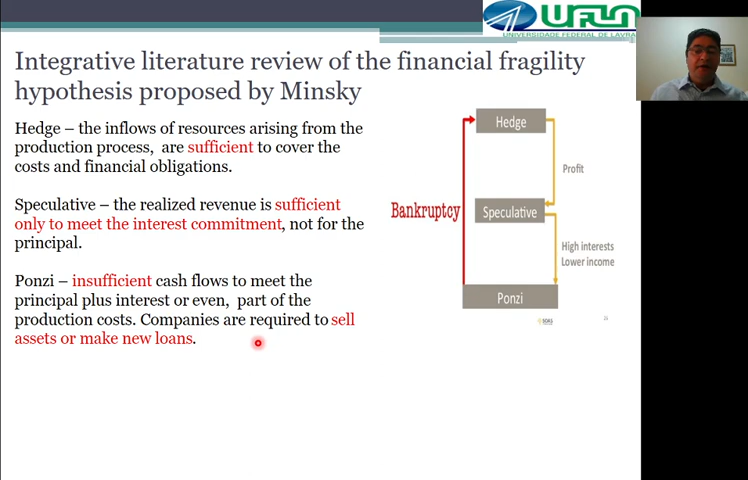 UFLA
UNIVERSIDADE FEDERAL DE LAVRAS
Integrative literature review of the financial fragility
hypothesis proposed by Minsky
Hedge – the inflows of resources arising from the
production process, are sufficient to cover the
costs and financial obligations.
Speculative – the realized revenue is sufficient
only to meet the interest commitment, not for the
principal.
Ponzi – insufficient cash flows to meet the
principal plus interest or even, part of the
production costs. Companies are required to sell
assets or make new loans.
Hedge
Profit
Bankruptcy
Speculative
High interests
Lower income
Ponzi
SOAS